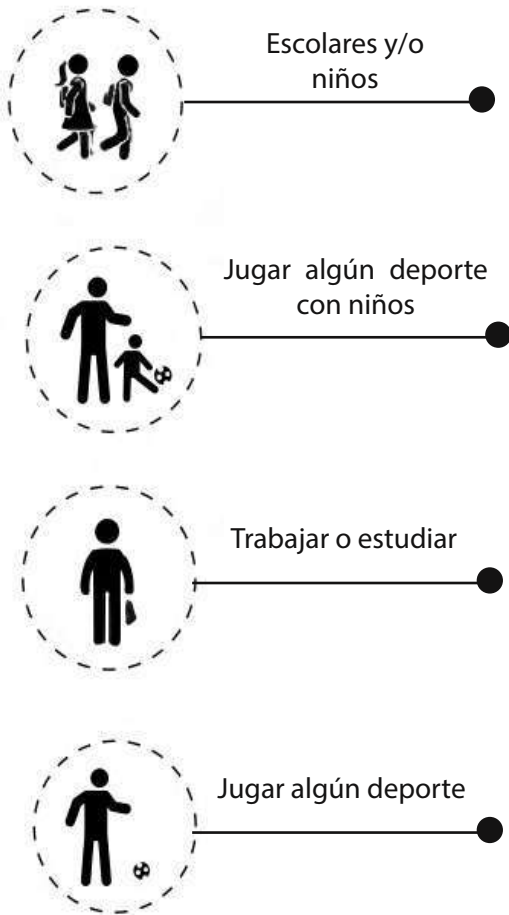 Escolares y/o
niños
Jugar algún deporte
con niños
Trabajar o estudiar
Jugar algún deporte